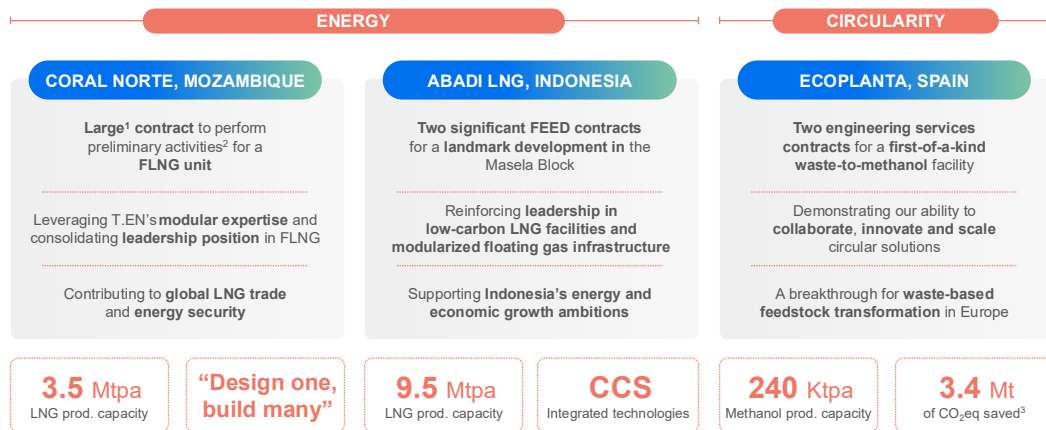 ENERGY
CIRCULARITY
CORAL NORTE, MOZAMBIQUE
Large¹ contract to perform
preliminary activities² for a
FLNG unit
Leveraging T.EN’s modular expertise and
consolidating leadership position in FLNG
Contributing to global LNG trade
and energy security
3.5 Mtpa
LNG prod. capacity
“Design one,
build many”
ABADI LNG, INDONESIA
Two significant FEED contracts
for a landmark development in the
Masela Block
Reinforcing leadership in
low-carbon LNG facilities and
modularized floating gas infrastructure
Supporting Indonesia’s energy and
economic growth ambitions
9.5 Mtpa
LNG prod. capacity
CCS
Integrated technologies
ECOPLANTA, SPAIN
Two engineering services
contracts for a first-of-a-kind
waste-to-methanol facility
Demonstrating our ability to
collaborate, innovate and scale
circular solutions
A breakthrough for waste-based
feedstock transformation in Europe
240 Ktpa
Methanol prod. capacity
3.4 Mt
of CO₂eq saved³